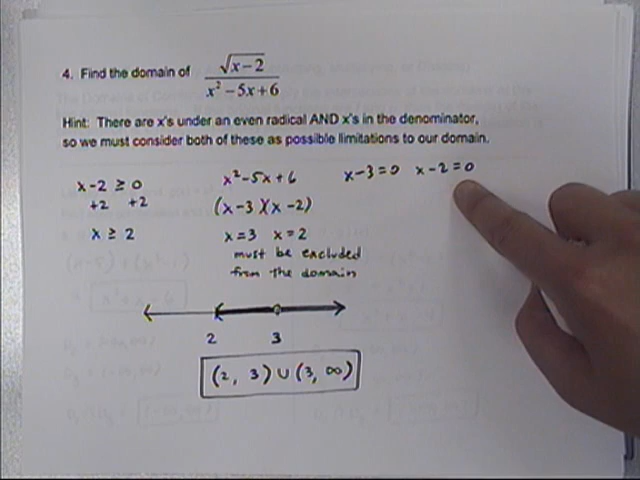 4. Find the domain of √x−2 / x² − 5x + 6
Hint: There are x's under an even radical AND x's in the denominator,
so we must consider both of these as possible limitations to our domain.
x - 2 ≥ 0
+2 +2
x ≥ 2
x² - 5x + 6
(x - 3)(x - 2)
x = 3 x = 2
must be excluded
from the domain
x - 3 = 0 x - 2 = 0
2 3
(2, 3) ∪ (3, ∞)